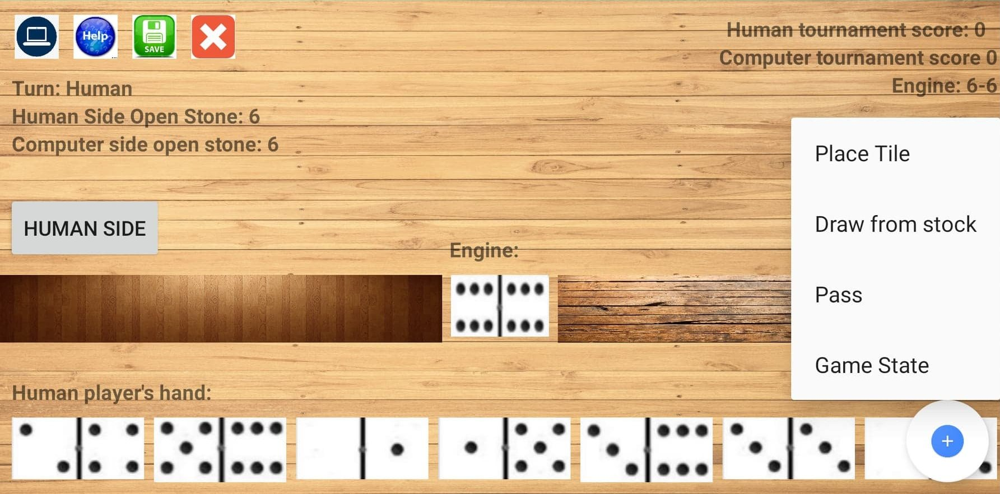 Help
SAVE
Human tournament score: 0
Computer tournament score 0
Engine: 6-6
Turn: Human
Human Side Open Stone: 6
Computer side open stone: 6
Place Tile
Draw from stock
Pass
Game State
HUMAN SIDE
Engine:
Human player's hand: